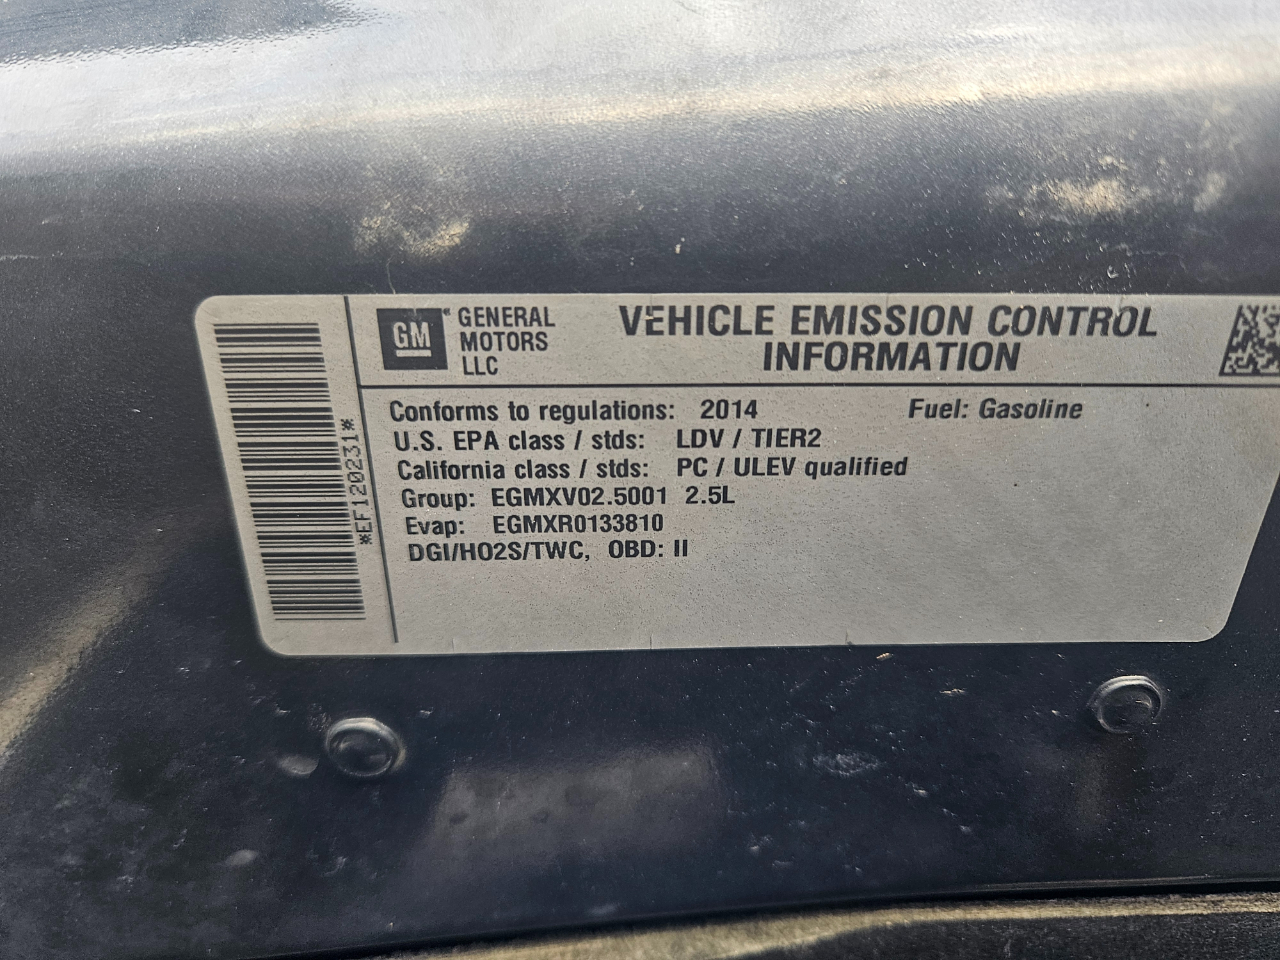 GM GENERAL MOTORS LLC
VEHICLE EMISSION CONTROL
INFORMATION
*EF120231*
Conforms to regulations: 2014 Fuel: Gasoline
U.S. EPA class / stds: LDV / TIER2
California class / stds: PC / ULEV qualified
Group: EGMXV02.5001 2.5L
Evap: EGMXR0133810
DGI/HO2S/TWC, OBD: II